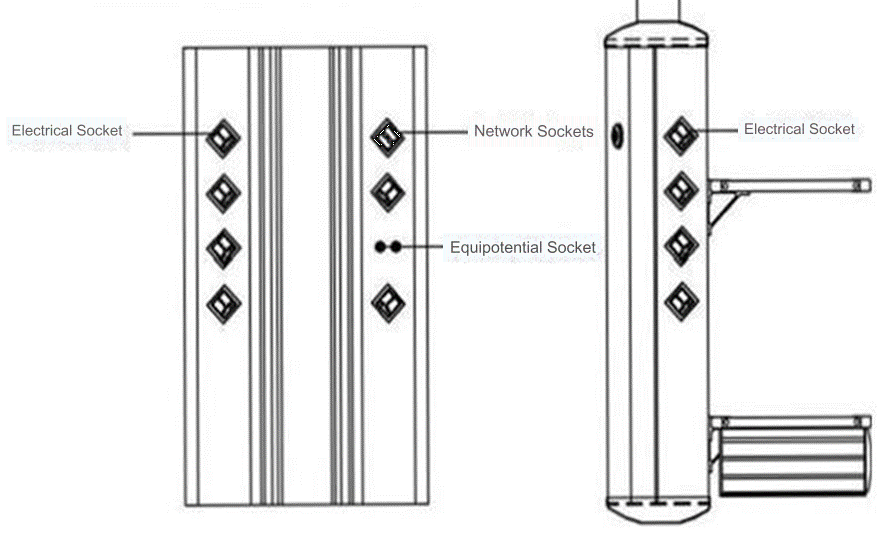 Electrical Socket
Network Sockets
Electrical Socket
Equipotential Socket